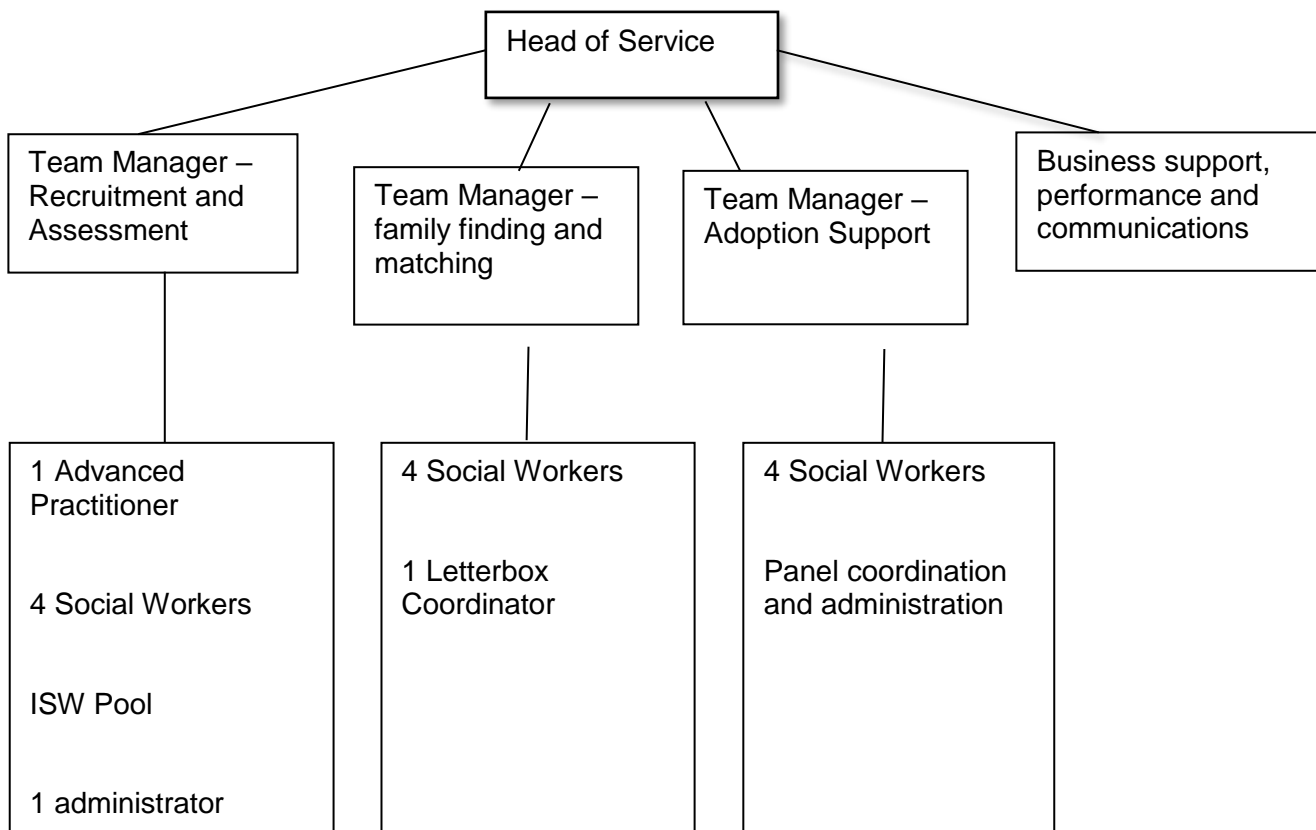 Head of Service
Team Manager –
Recruitment and
Assessment
Team Manager –
family finding and
matching
Team Manager –
Adoption Support
Business support,
performance and
communications
1 Advanced
Practitioner
4 Social Workers
ISW Pool
1 administrator
4 Social Workers
1 Letterbox
Coordinator
4 Social Workers
Panel coordination
and administration